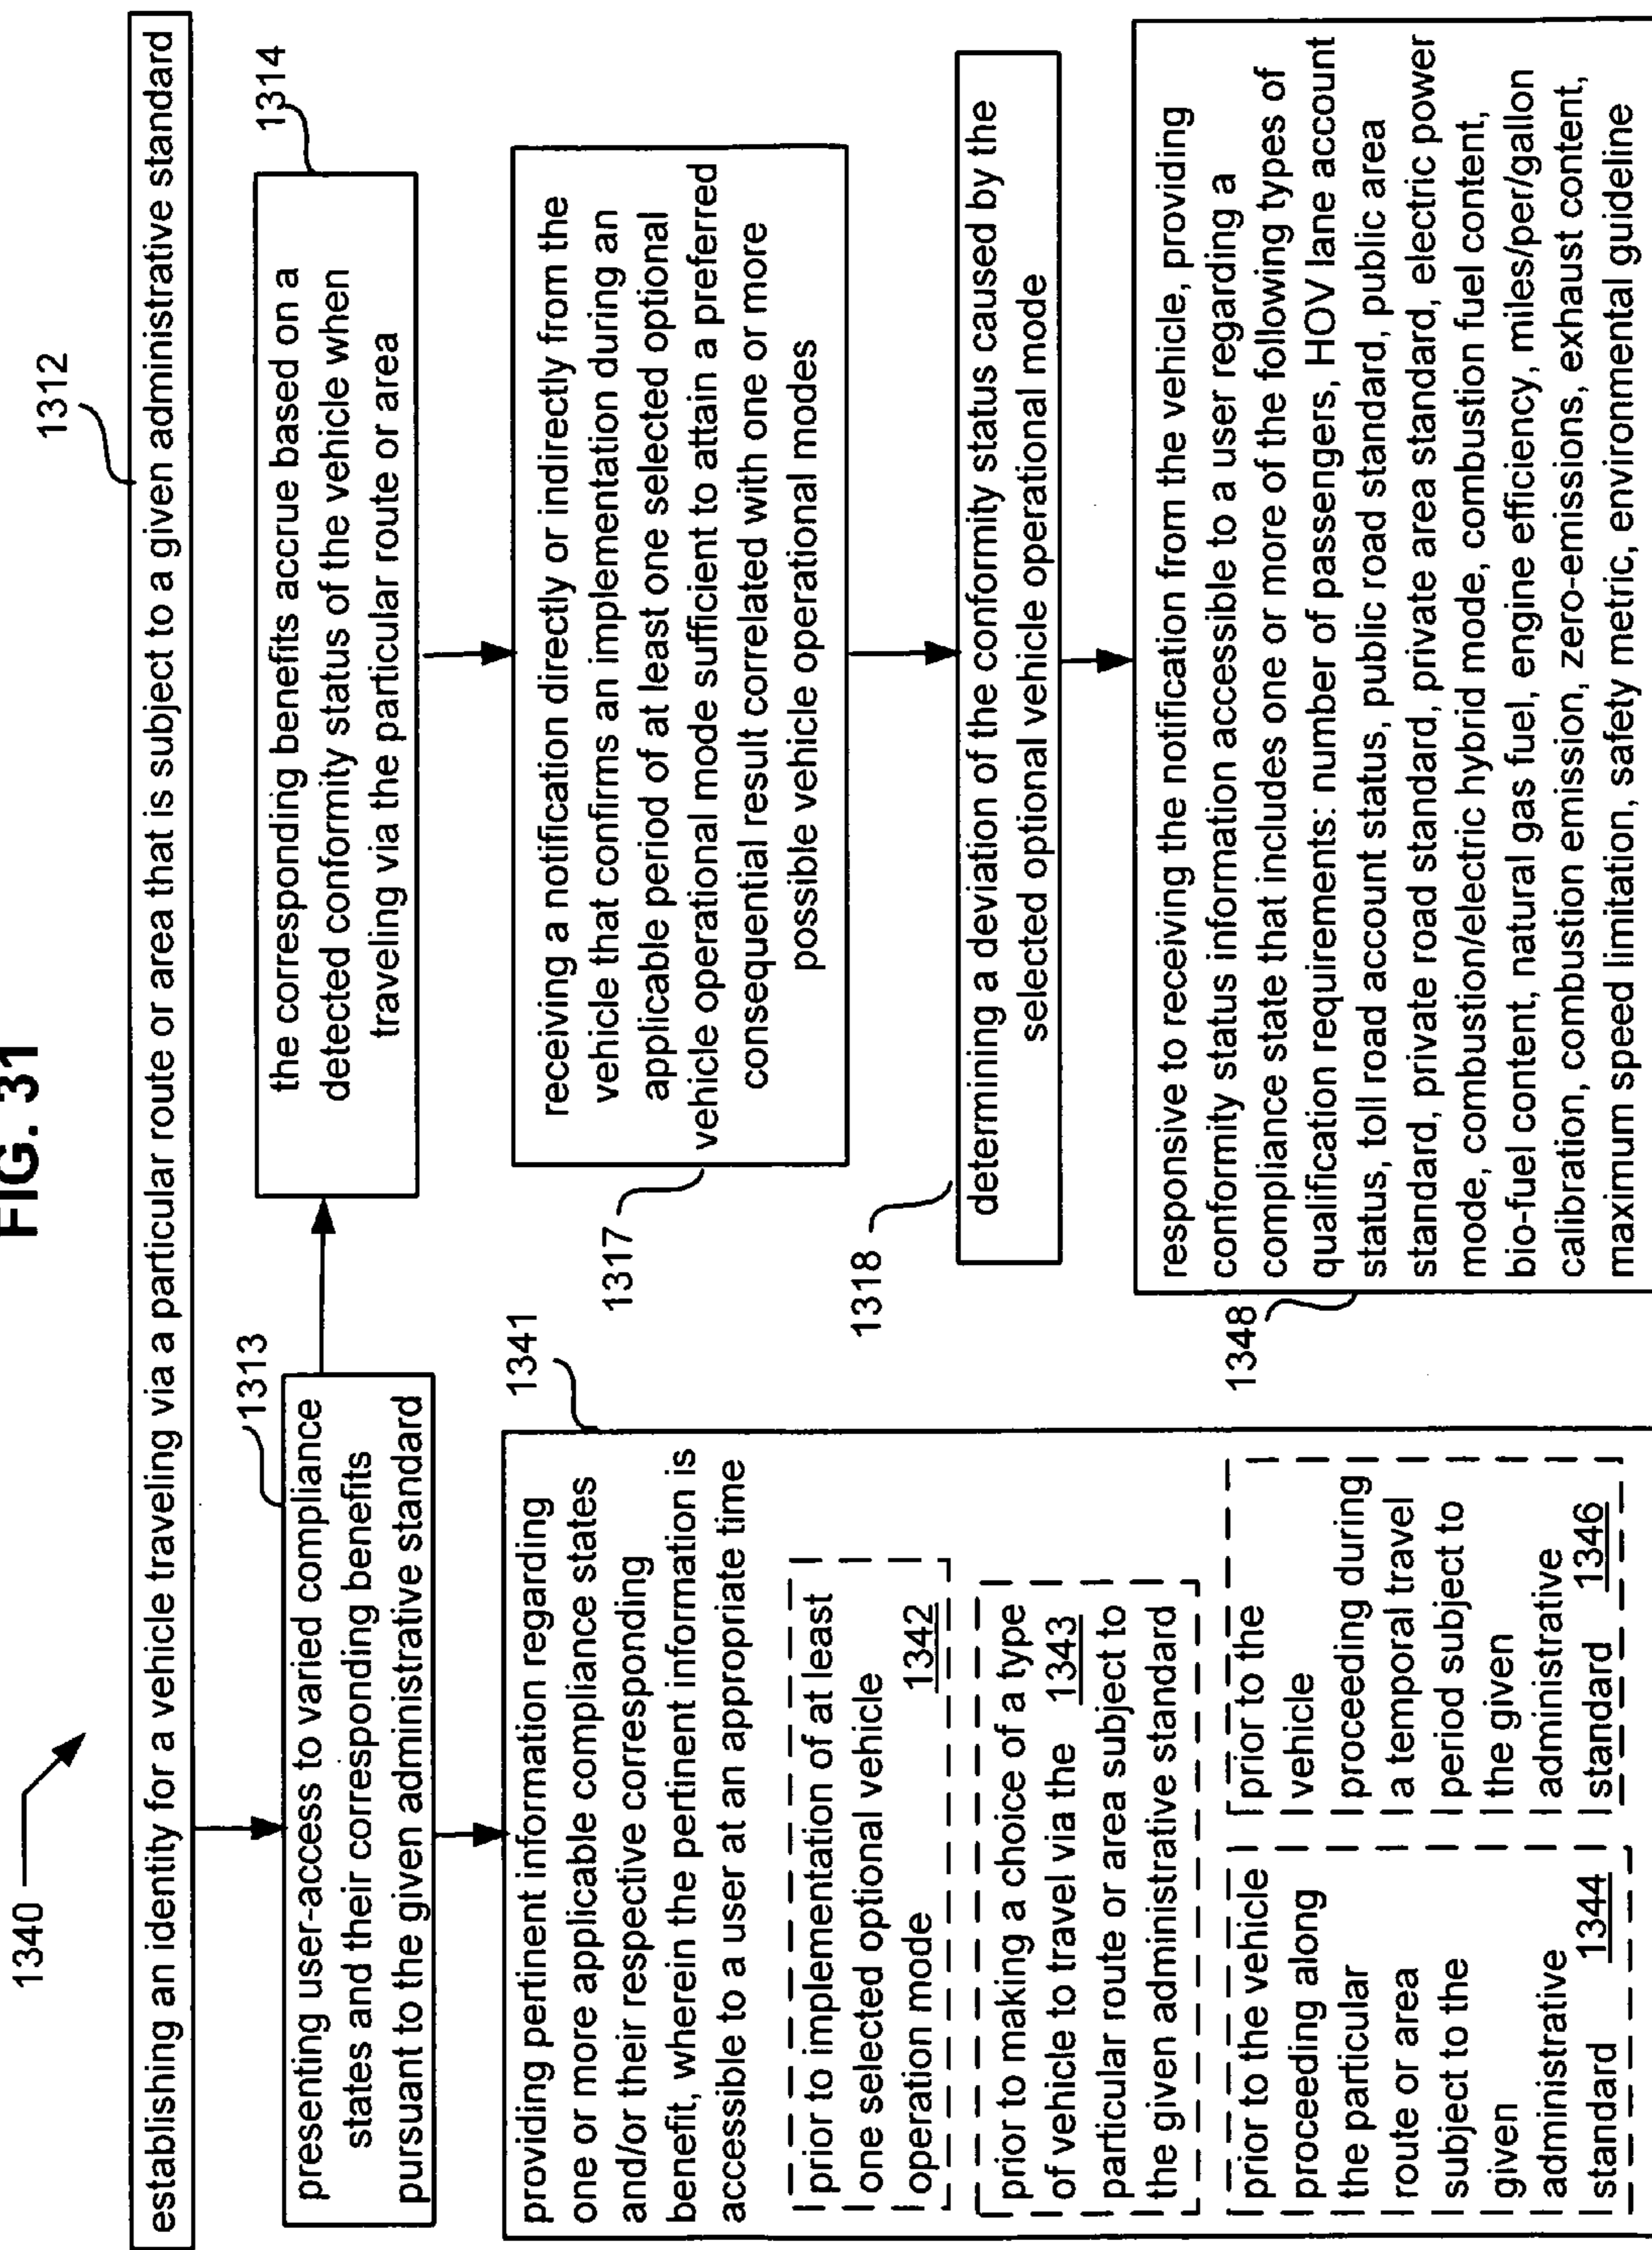 FIG. 31
1340
1312
establishing an identity for a vehicle traveling via a particular route or area that is subject to a given administrative standard
1313
presenting user-access to varied compliance
states and their corresponding benefits
pursuant to the given administrative standard
1314
the corresponding benefits accrue based on a
detected conformity status of the vehicle when
traveling via the particular route or area
1341
providing pertinent information regarding
one or more applicable compliance states
and/or their respective corresponding
benefit, wherein the pertinent information is
accessible to a user at an appropriate time
prior to implementation of at least
one selected optional vehicle
operation mode 1342
prior to making a choice of a type
of vehicle to travel via the 1343
particular route or area subject to
the given administrative standard
prior to the vehicle
proceeding along
the particular
route or area
subject to the
given
administrative
standard 1344
prior to the
vehicle
proceeding during
a temporal travel
period subject to
the given
administrative
standard 1346
1317
receiving a notification directly or indirectly from the
vehicle that confirms an implementation during an
applicable period of at least one selected optional
vehicle operational mode sufficient to attain a preferred
consequential result correlated with one or more
possible vehicle operational modes
1318
determining a deviation of the conformity status caused by the
selected optional vehicle operational mode
1348
responsive to receiving the notification from the vehicle, providing
conformity status information accessible to a user regarding a
compliance state that includes one or more of the following types of
qualification requirements: number of passengers, HOV lane account
status, toll road account status, public road standard, public area
standard, private road standard, private area standard, electric power
mode, combustion/electric hybrid mode, combustion fuel content,
bio-fuel content, natural gas fuel, engine efficiency, miles/per/gallon
calibration, combustion emission, zero-emissions, exhaust content,
maximum speed limitation, safety metric, environmental guideline